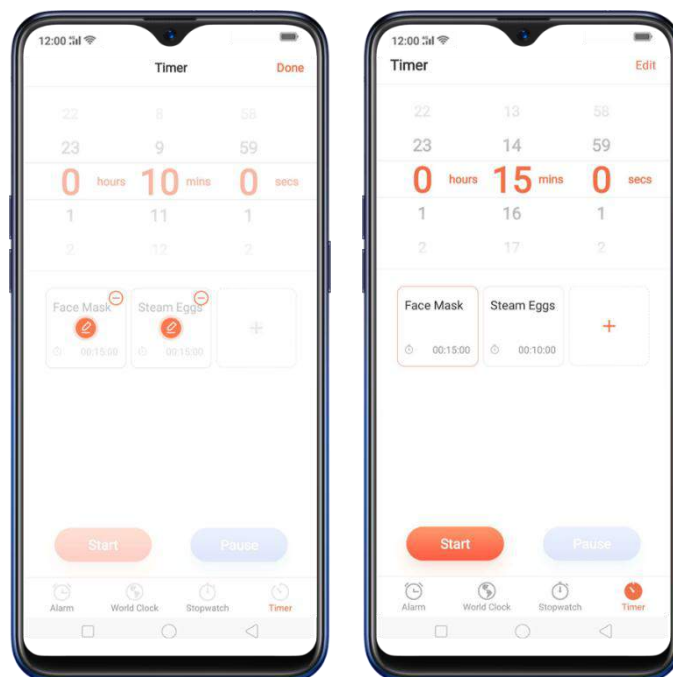 12:00
Timer
Done
22 8 58
23 9 59
0 hours 10 mins 0 secs
1 11 1
2 12 2
Face Mask
Steam Eggs
00:15:00
00:15:00
+
Start
Pause
Alarm
World Clock
Stopwatch
Timer
12:00
Timer
Edit
22 13 58
23 14 59
0 hours 15 mins 0 secs
1 16 1
2 17 2
Face Mask
Steam Eggs
00:15:00
00:10:00
+
Start
Pause
Alarm
World Clock
Stopwatch
Timer